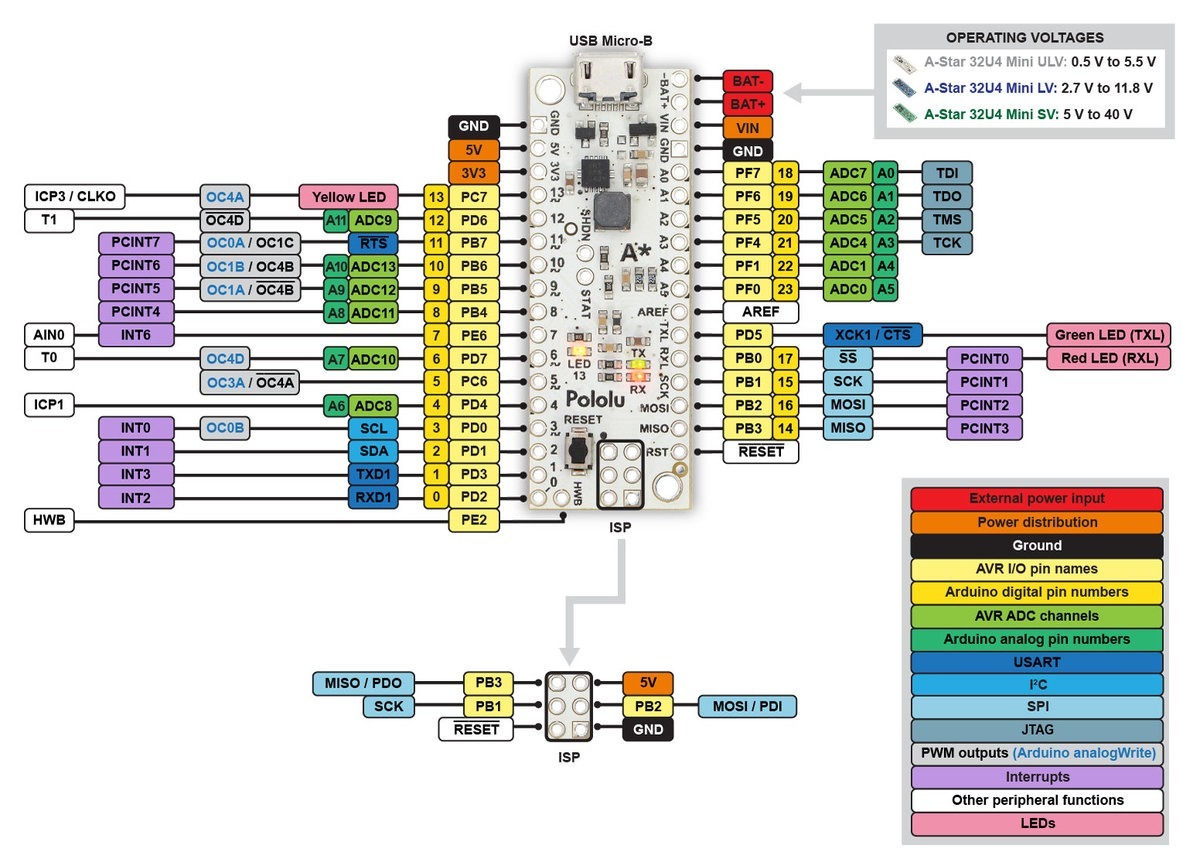 USB Micro-B
OPERATING VOLTAGES
A-Star 32U4 Mini ULV: 0.5 V to 5.5 V
A-Star 32U4 Mini LV: 2.7 V to 11.8 V
A-Star 32U4 Mini SV: 5 V to 40 V
GND
5V
3V3
ICP3 / CLKO OC4A Yellow LED 13 PC7
T1 OC4D A11 ADC9 12 PD6
PCINT7 OC0A / OC1C RTS 11 PB7
PCINT6 OC1B / OC4B A10 ADC13 10 PB6
PCINT5 OC1A / OC4B A9 ADC12 9 PB5
PCINT4 A8 ADC11 8 PB4
AIN0 INT6 7 PE6
T0 OC4D A7 ADC10 6 PD7
OC3A / OC4A 5 PC6
ICP1 A6 ADC8 4 PD4
INT0 OC0B SCL 3 PD0
INT1 SDA 2 PD1
INT3 TXD1 1 PD3
INT2 RXD1 0 PD2
HWB PE2
GND
5V
3V3
13
12
11
10
9
8
7
6
5
4
3
2
1
0
HWB
SHDN
STAT
A*
LED
13
TX
RX
Pololu
RESET
-BAT+
VIN
GND
A0
A1
A2
A3
A4
A5
AREF
TXL
RXL
SCK
MOSI
MISO
RST
BAT-
BAT+
VIN
GND
PF7 18 ADC7 A0 TDI
PF6 19 ADC6 A1 TDO
PF5 20 ADC5 A2 TMS
PF4 21 ADC4 A3 TCK
PF1 22 ADC1 A4
PF0 23 ADC0 A5
AREF
PD5 XCK1 / CTS Green LED (TXL)
PB0 17 SS PCINT0 Red LED (RXL)
PB1 15 SCK PCINT1
PB2 16 MOSI PCINT2
PB3 14 MISO PCINT3
RESET
ISP
MISO / PDO PB3 5V
SCK PB1 PB2 MOSI / PDI
RESET GND
ISP
External power input
Power distribution
Ground
AVR I/O pin names
Arduino digital pin numbers
AVR ADC channels
Arduino analog pin numbers
USART
I²C
SPI
JTAG
PWM outputs (Arduino analogWrite)
Interrupts
Other peripheral functions
LEDs